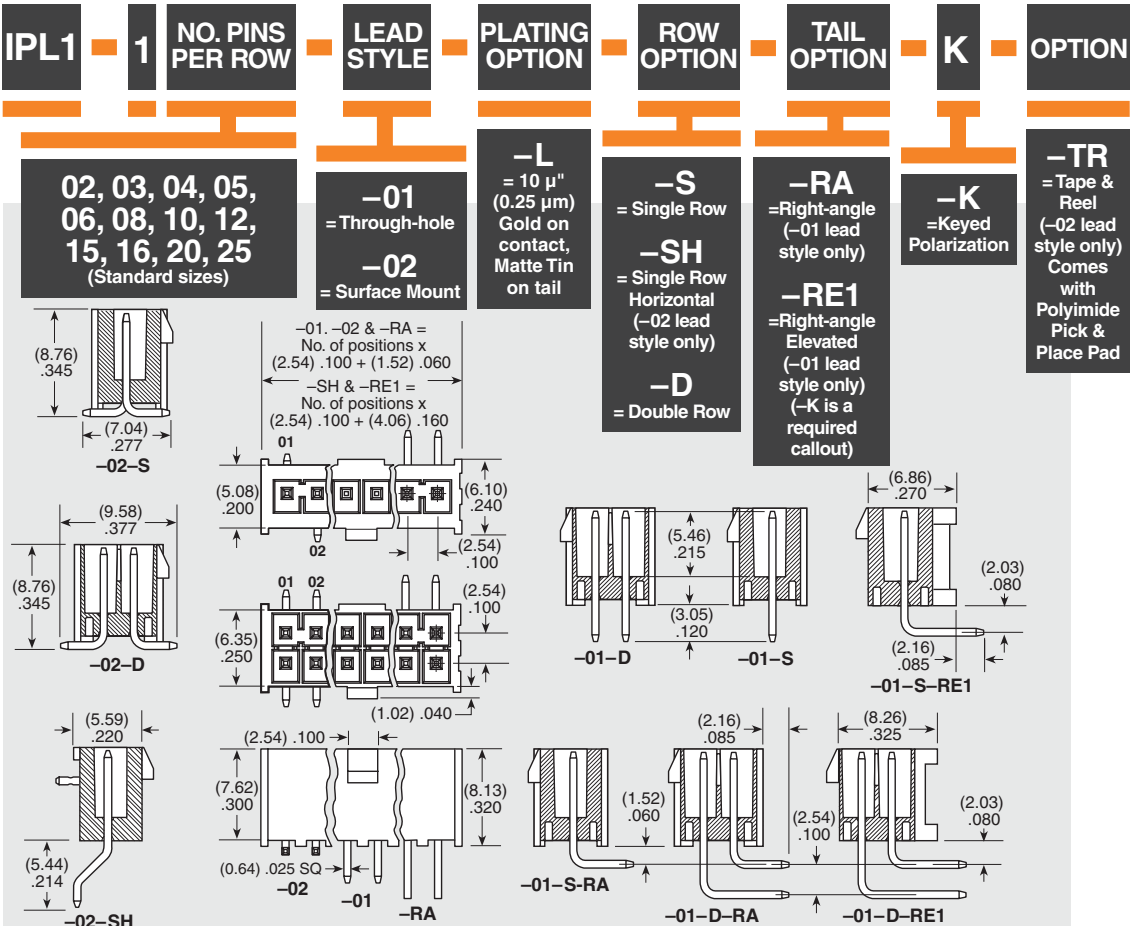 IPL1
1
NO. PINS
PER ROW
LEAD
STYLE
PLATING
OPTION
ROW
OPTION
TAIL
OPTION
K
OPTION
02, 03, 04, 05,
06, 08, 10, 12,
15, 16, 20, 25
(Standard sizes)
–01
= Through-hole
–02
= Surface Mount
–L
= 10 µ"
(0.25 µm)
Gold on
contact,
Matte Tin
on tail
–S
= Single Row
–SH
= Single Row
Horizontal
(–02 lead
style only)
–D
= Double Row
–RA
=Right-angle
(–01 lead
style only)
–RE1
=Right-angle
Elevated
(–01 lead
style only)
(–K is a
required
callout)
–K
=Keyed
Polarization
–TR
= Tape &
Reel
(–02 lead
style only)
Comes
with
Polyimide
Pick &
Place Pad
(8.76)
.345
(7.04)
.277
–02–S
–01. –02 & –RA =
No. of positions x
(2.54) .100 + (1.52) .060
–SH & –RE1 =
No. of positions x
(2.54) .100 + (4.06) .160
01
(5.08)
.200
(6.10)
.240
02
(2.54)
.100
(9.58)
.377
(8.76)
.345
–02–D
01 02
(6.35)
.250
(2.54)
.100
(1.02) .040
(5.46)
.215
(3.05)
.120
–01–D
–01–S
(6.86)
.270
(2.03)
.080
(2.16)
.085
–01–S–RE1
(5.59)
.220
(5.44)
.214
–02–SH
(2.54) .100
(7.62)
.300
(8.13)
.320
(0.64) .025 SQ
–02
–01
–RA
(1.52)
.060
–01–S-RA
(2.16)
.085
(2.54)
.100
–01–D–RA
(8.26)
.325
(2.03)
.080
–01–D–RE1